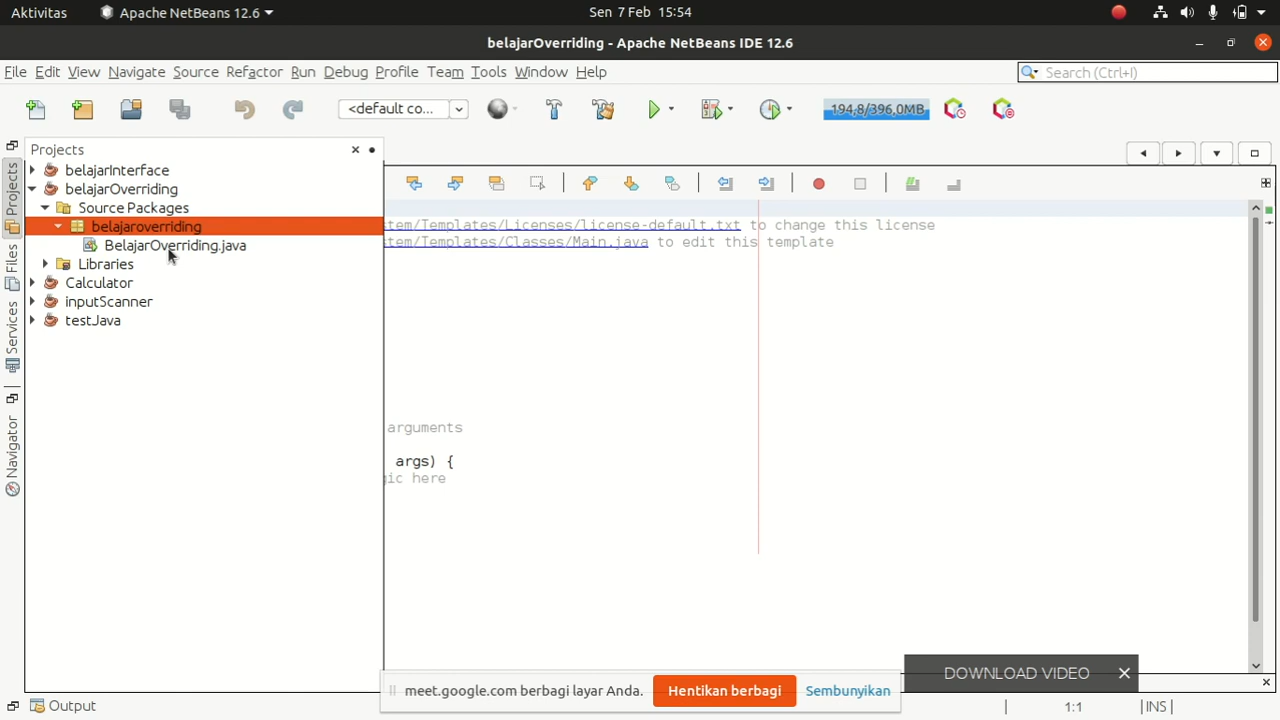 Aktivitas Apache NetBeans 12.6 Sen 7 Feb 15:54
belajarOverriding - Apache NetBeans IDE 12.6
File Edit View Navigate Source Refactor Run Debug Profile Team Tools Window Help Search (Ctrl+I)
<default co... 194,8/396,0MB
Projects
belajarInterface
belajarOverriding
Source Packages
belajaroverriding
BelajarOverriding.java
Libraries
Calculator
inputScanner
testJava
Projects
Files
Services
Navigator
stem/Templates/Licenses/license-default.txt to change this license
stem/Templates/Classes/Main.java to edit this template
arguments
args) {
gic here
DOWNLOAD VIDEO
meet.google.com berbagi layar Anda. Hentikan berbagi Sembunyikan
Output 1:1 INS